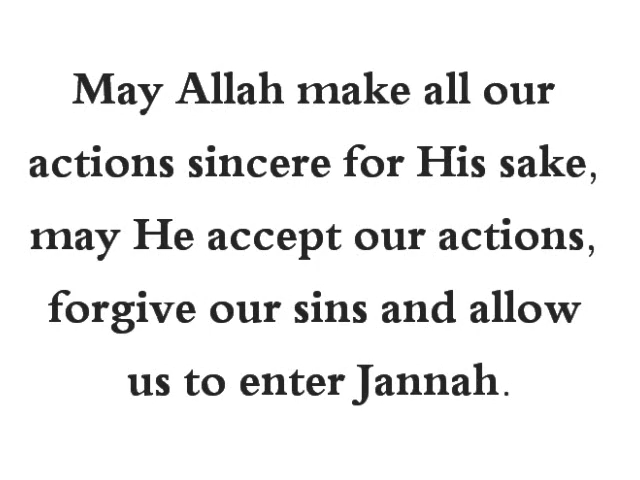 May Allah make all our
actions sincere for His sake,
may He accept our actions,
forgive our sins and allow
us to enter Jannah.